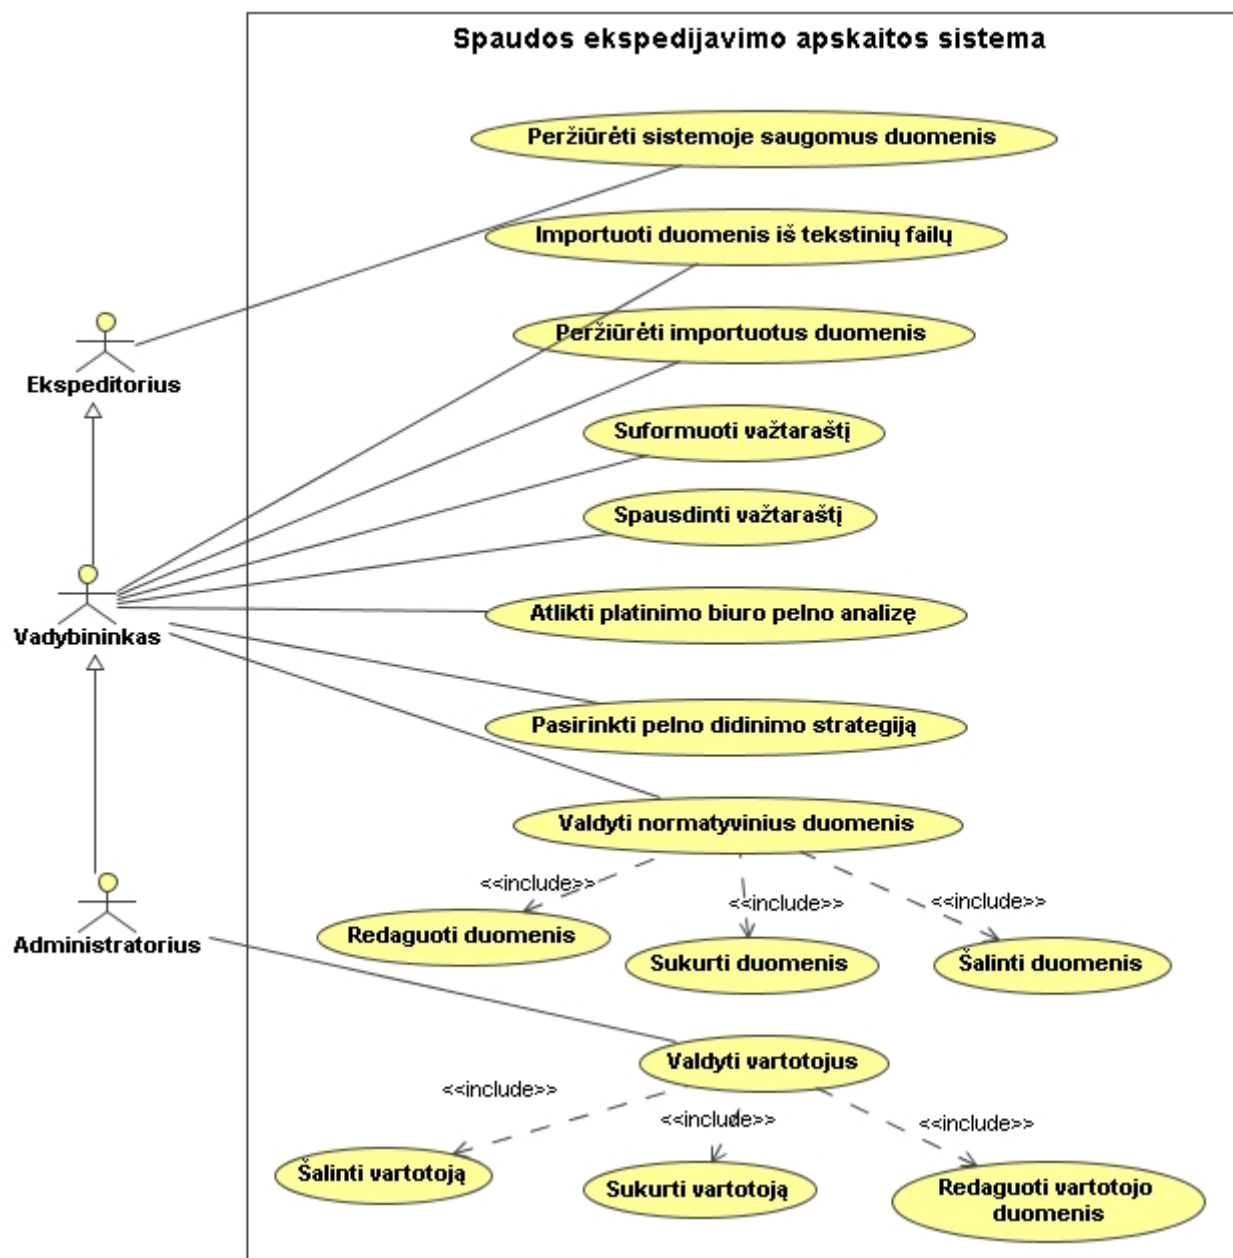 Spaudos ekspedijavimo apskaitos sistema
Peržiūrėti sistemoje saugomus duomenis
Importuoti duomenis iš tekstinių failų
Peržiūrėti importuotus duomenis
Ekspeditorius
Suformuoti važtaraštį
Spausdinti važtaraštį
Atlikti platinimo biuro pelno analizę
Vadybininkas
Pasirinkti pelno didinimo strategiją
Valdyti normatyvinius duomenis
<<include>>
<<include>>
<<include>>
Redaguoti duomenis
Administratorius
Sukurti duomenis
Šalinti duomenis
Valdyti vartotojus
<<include>>
<<include>>
<<include>>
Šalinti vartotoją
Sukurti vartotoją
Redaguoti vartotojo
duomenis